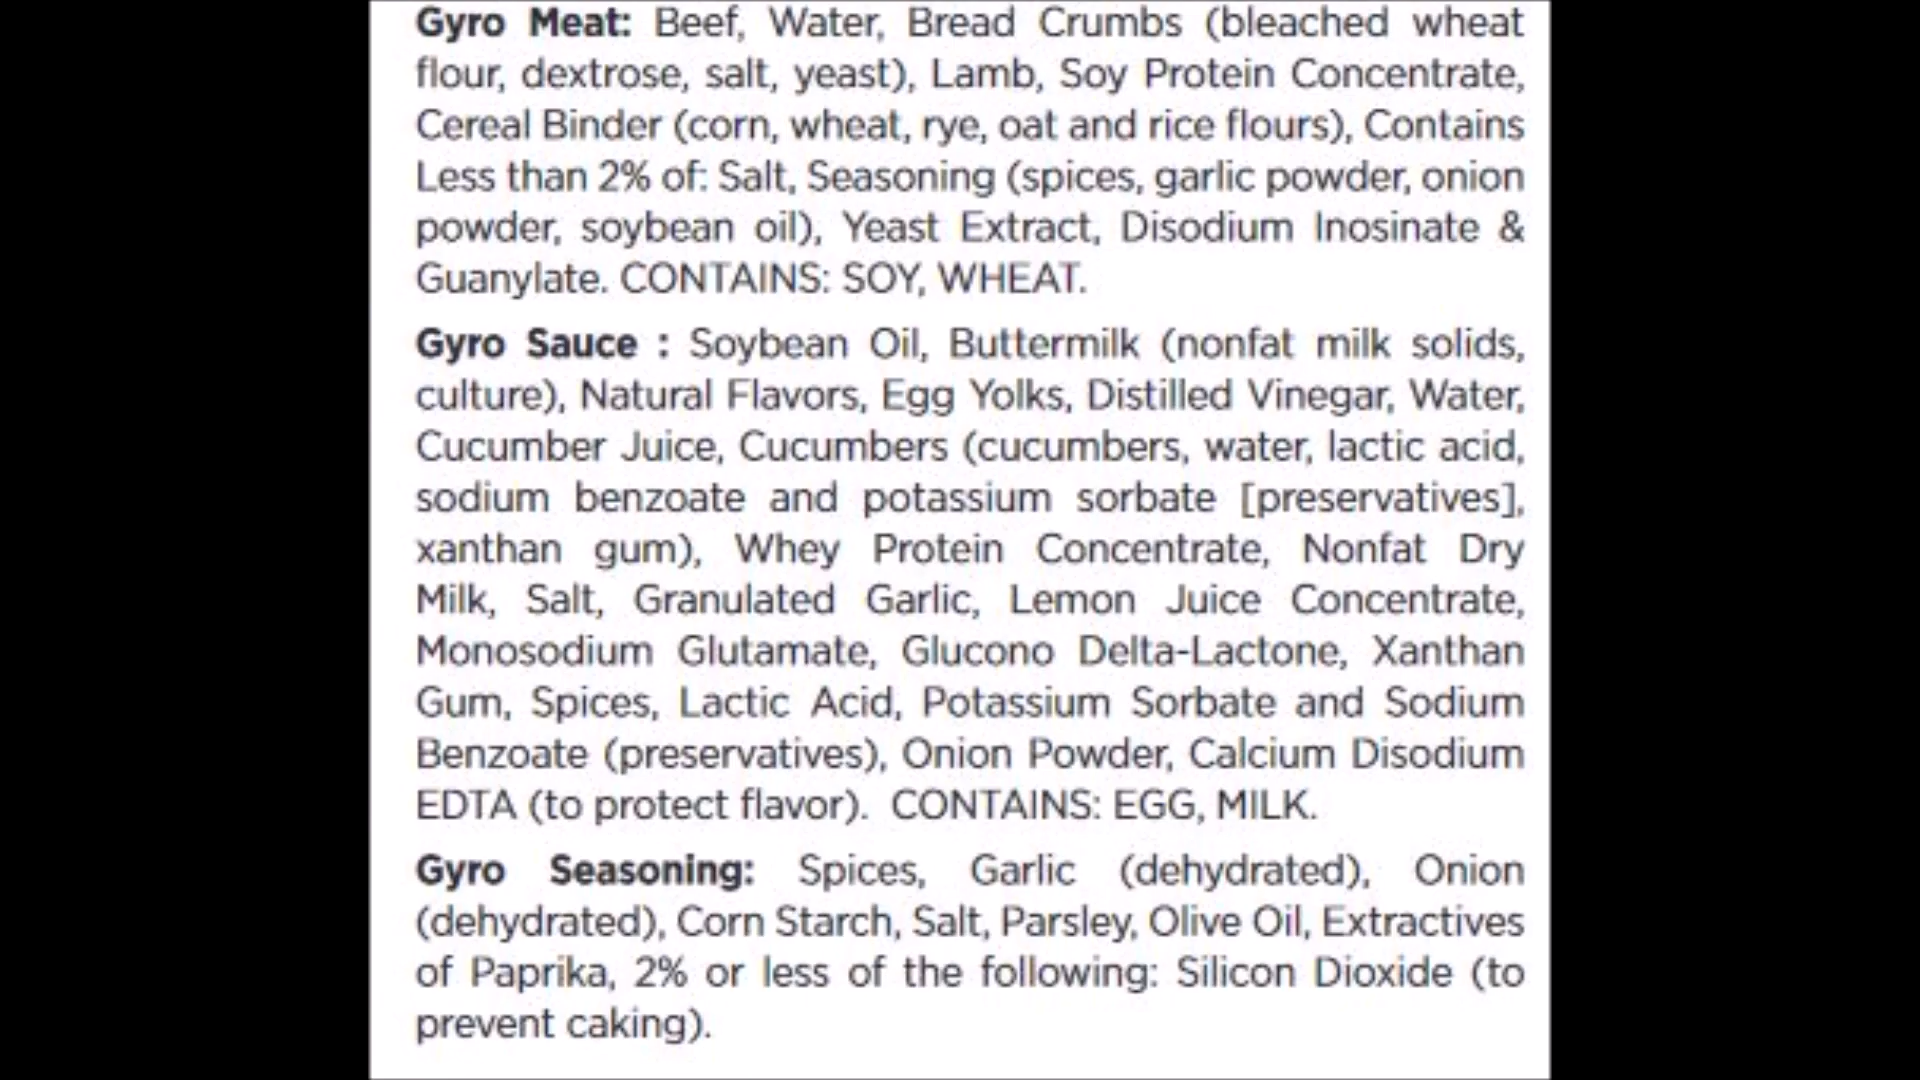 Gyro Meat: Beef, Water, Bread Crumbs (bleached wheat
flour, dextrose, salt, yeast), Lamb, Soy Protein Concentrate,
Cereal Binder (corn, wheat, rye, oat and rice flours), Contains
Less than 2% of: Salt, Seasoning (spices, garlic powder, onion
powder, soybean oil), Yeast Extract, Disodium Inosinate &
Guanylate. CONTAINS: SOY, WHEAT.
Gyro Sauce : Soybean Oil, Buttermilk (nonfat milk solids,
culture), Natural Flavors, Egg Yolks, Distilled Vinegar, Water,
Cucumber Juice, Cucumbers (cucumbers, water, lactic acid,
sodium benzoate and potassium sorbate [preservatives],
xanthan gum), Whey Protein Concentrate, Nonfat Dry
Milk, Salt, Granulated Garlic, Lemon Juice Concentrate,
Monosodium Glutamate, Glucono Delta-Lactone, Xanthan
Gum, Spices, Lactic Acid, Potassium Sorbate and Sodium
Benzoate (preservatives), Onion Powder, Calcium Disodium
EDTA (to protect flavor). CONTAINS: EGG, MILK.
Gyro Seasoning: Spices, Garlic (dehydrated), Onion
(dehydrated), Corn Starch, Salt, Parsley, Olive Oil, Extractives
of Paprika, 2% or less of the following: Silicon Dioxide (to
prevent caking).